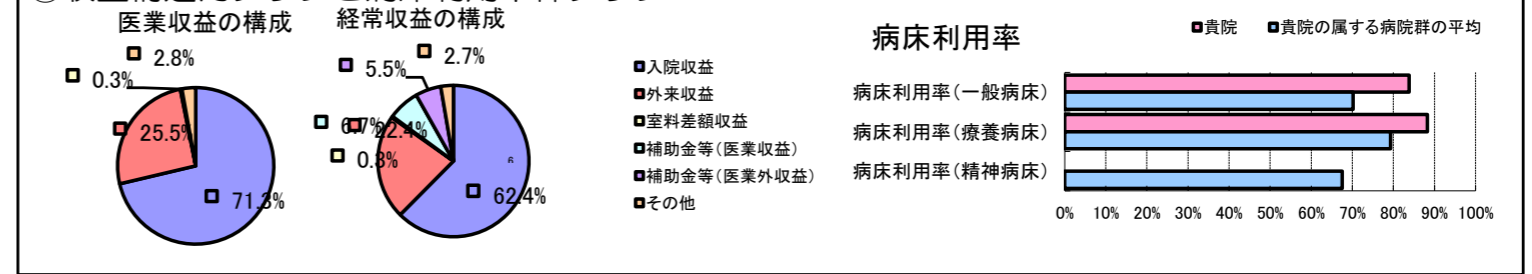 医業収益の構成
2.8%
0.3%
25.5%
71.3%
経常収益の構成
2.7%
5.5%
6.7%
22.4%
0.3%
62.4%
入院収益
外来収益
室料差額収益
補助金等(医業収益)
補助金等(医業外収益)
その他
病床利用率
貴院
貴院の属する病院群の平均
病床利用率(一般病床)
病床利用率(療養病床)
病床利用率(精神病床)
0% 10% 20% 30% 40% 50% 60% 70% 80% 90% 100%